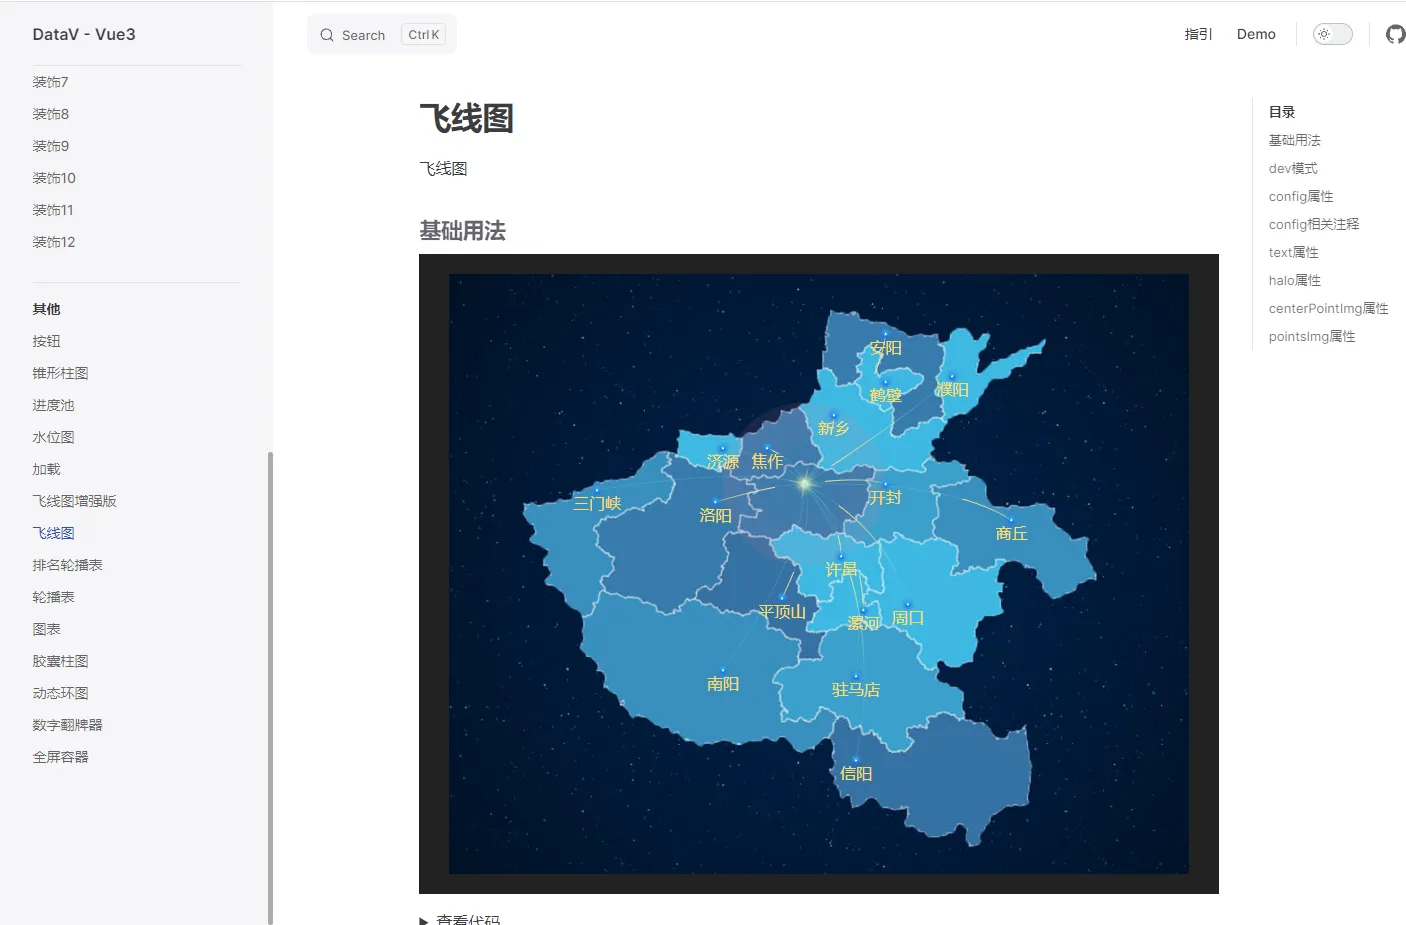 DataV - Vue3
Search Ctrl K
指引 Demo
装饰7
装饰8
装饰9
装饰10
装饰11
装饰12
其他
按钮
锥形柱图
进度池
水位图
加载
飞线图增强版
飞线图
排名轮播表
轮播表
图表
胶囊柱图
动态环图
数字翻牌器
全屏容器
飞线图
飞线图
基础用法
安阳
鹤壁
濮阳
新乡
济源
焦作
三门峡
洛阳
开封
商丘
许昌
平顶山
漯河
周口
南阳
驻马店
信阳
查看代码
目录
基础用法
dev模式
config属性
config相关注释
text属性
halo属性
centerPointImg属性
pointsImg属性